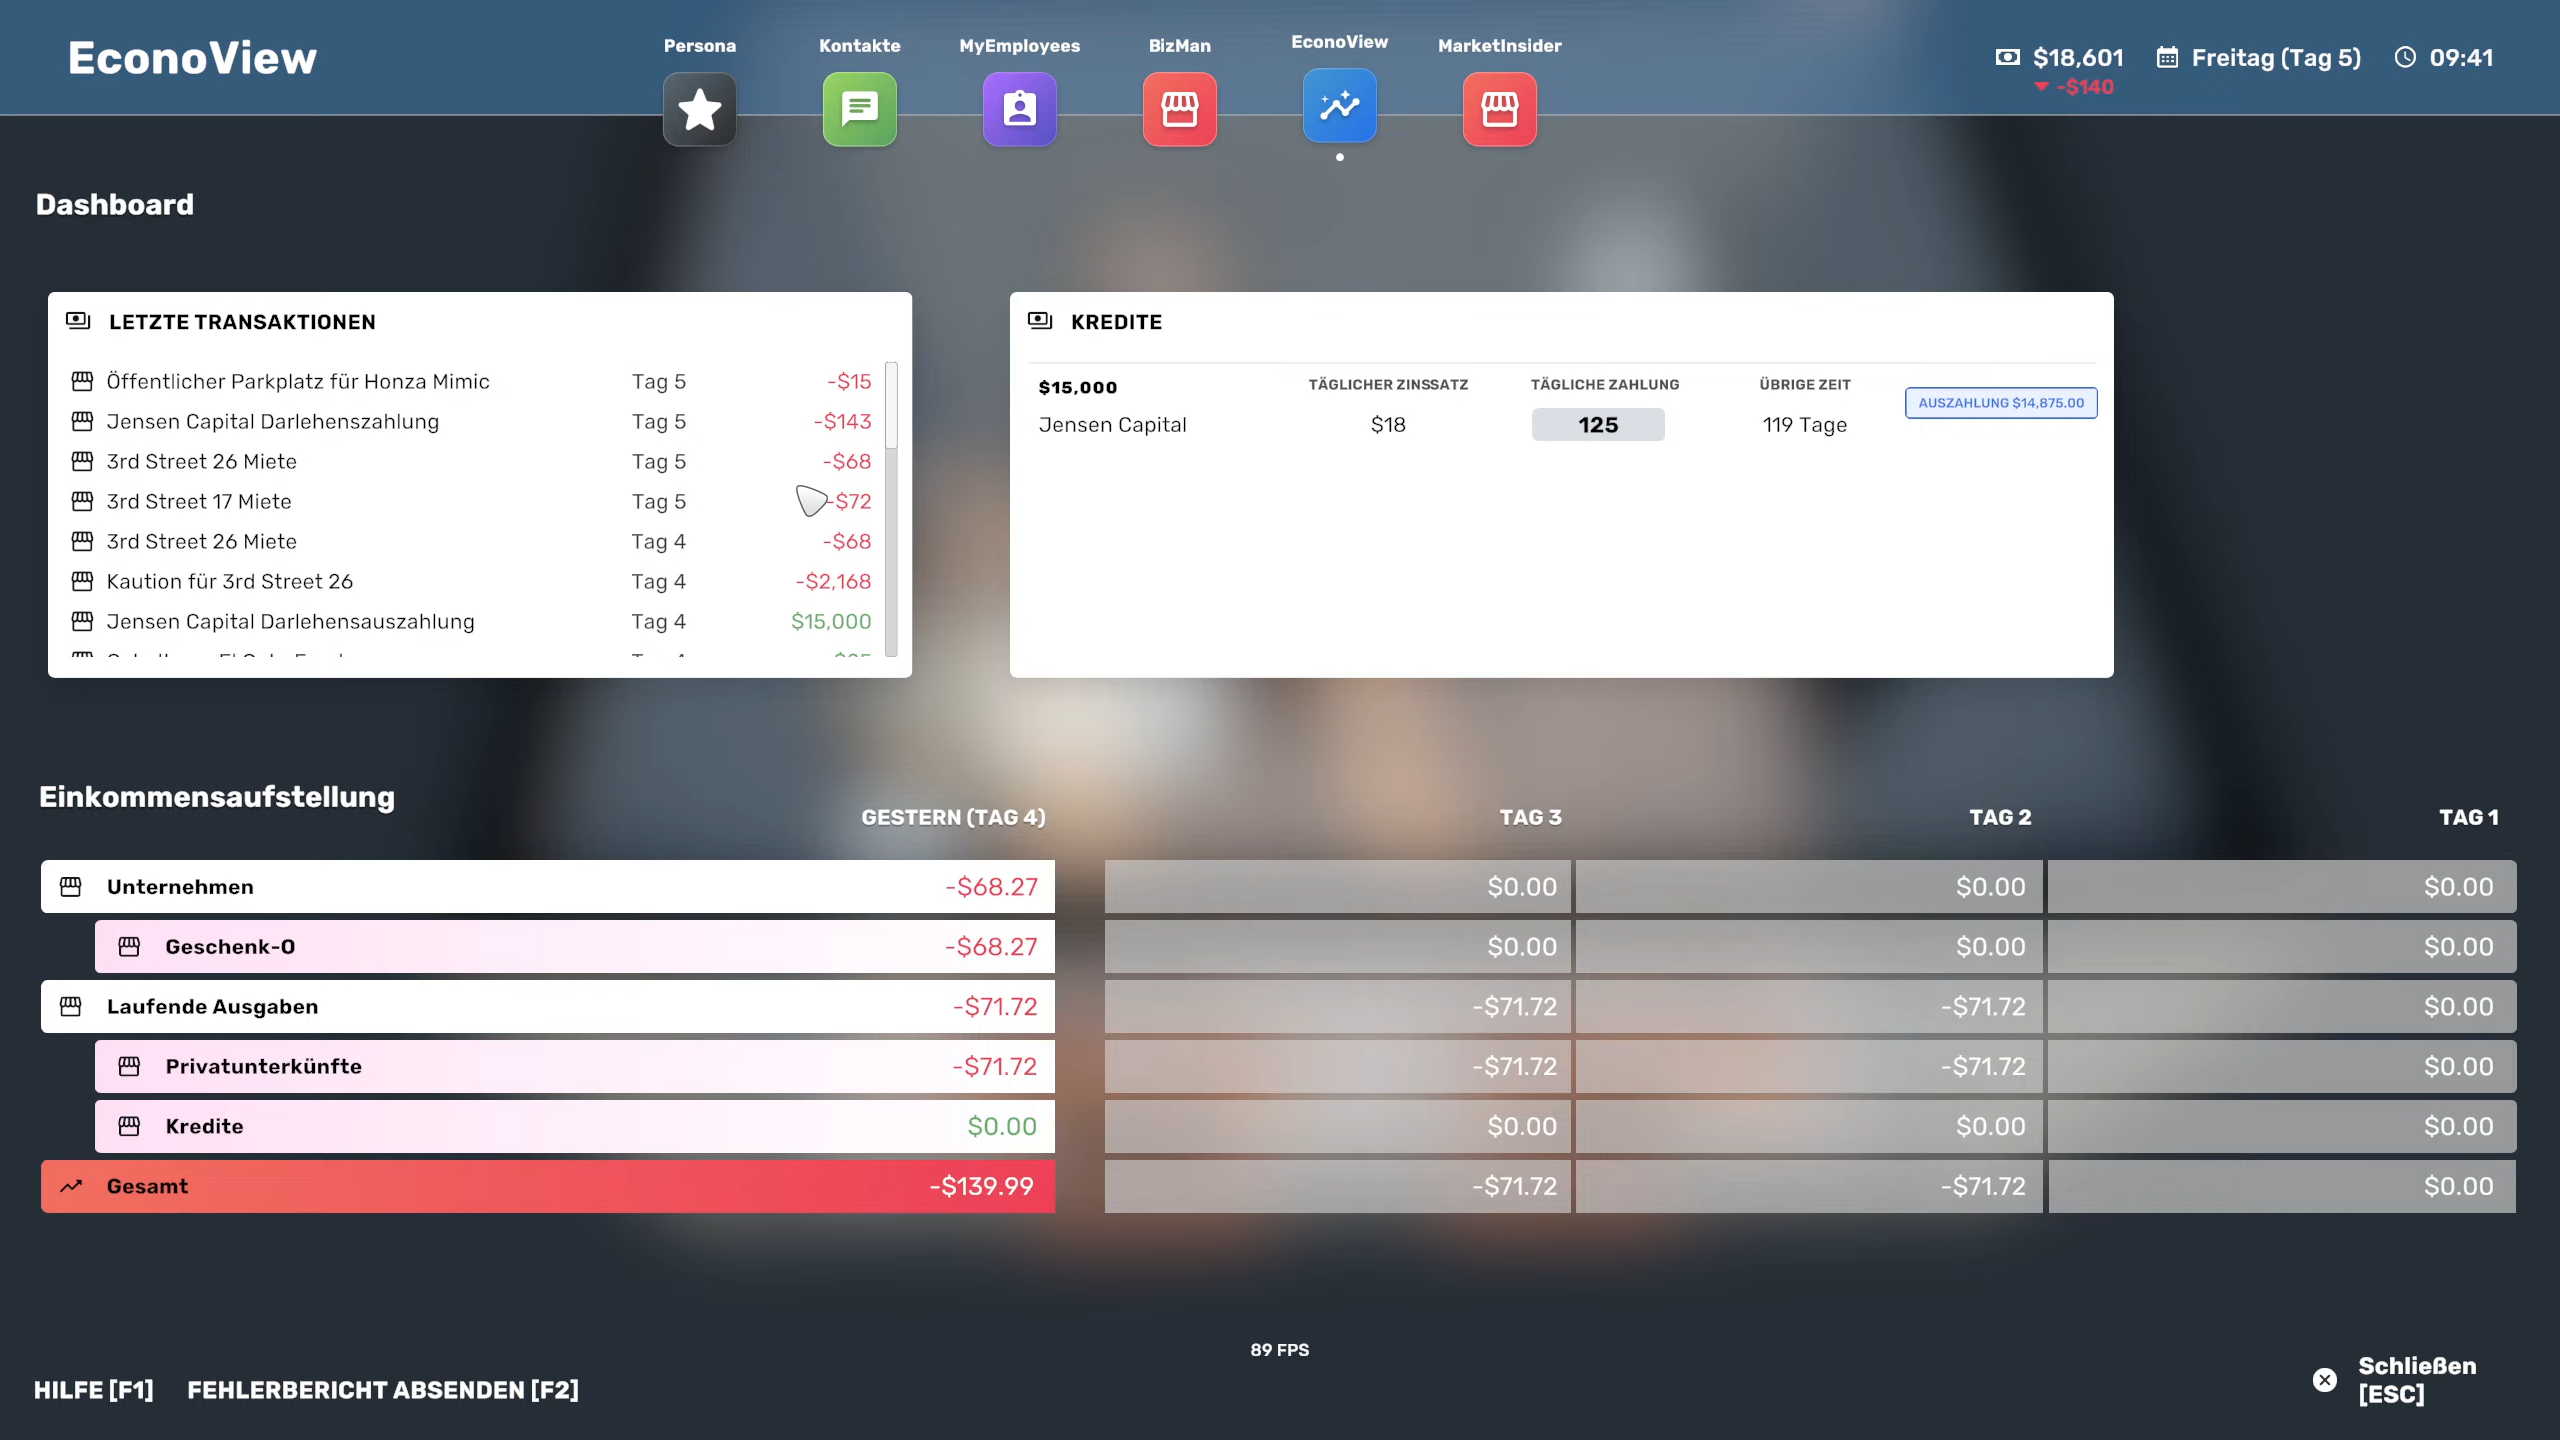 EconoView
Persona
Kontakte
MyEmployees
BizMan
EconoView
MarketInsider
$18,601
-$140
Freitag (Tag 5)
09:41
Dashboard
LETZTE TRANSAKTIONEN
Öffentlicher Parkplatz für Honza Mimic Tag 5 -$15
Jensen Capital Darlehenszahlung Tag 5 -$143
3rd Street 26 Miete Tag 5 -$68
3rd Street 17 Miete Tag 5 -$72
3rd Street 26 Miete Tag 4 -$68
Kaution für 3rd Street 26 Tag 4 -$2,168
Jensen Capital Darlehensauszahlung Tag 4 $15,000
KREDITE
$15,000 TÄGLICHER ZINSSATZ TÄGLICHE ZAHLUNG ÜBRIGE ZEIT
AUSZAHLUNG $14,875.00
Jensen Capital $18 125 119 Tage
Einkommensaufstellung
GESTERN (TAG 4) TAG 3 TAG 2 TAG 1
Unternehmen -$68.27 $0.00 $0.00 $0.00
Geschenk-O -$68.27 $0.00 $0.00 $0.00
Laufende Ausgaben -$71.72 -$71.72 -$71.72 $0.00
Privatunterkünfte -$71.72 -$71.72 -$71.72 $0.00
Kredite $0.00 $0.00 $0.00 $0.00
Gesamt -$139.99 -$71.72 -$71.72 $0.00
89 FPS
HILFE [F1] FEHLERBERICHT ABSENDEN [F2]
Schließen
[ESC]